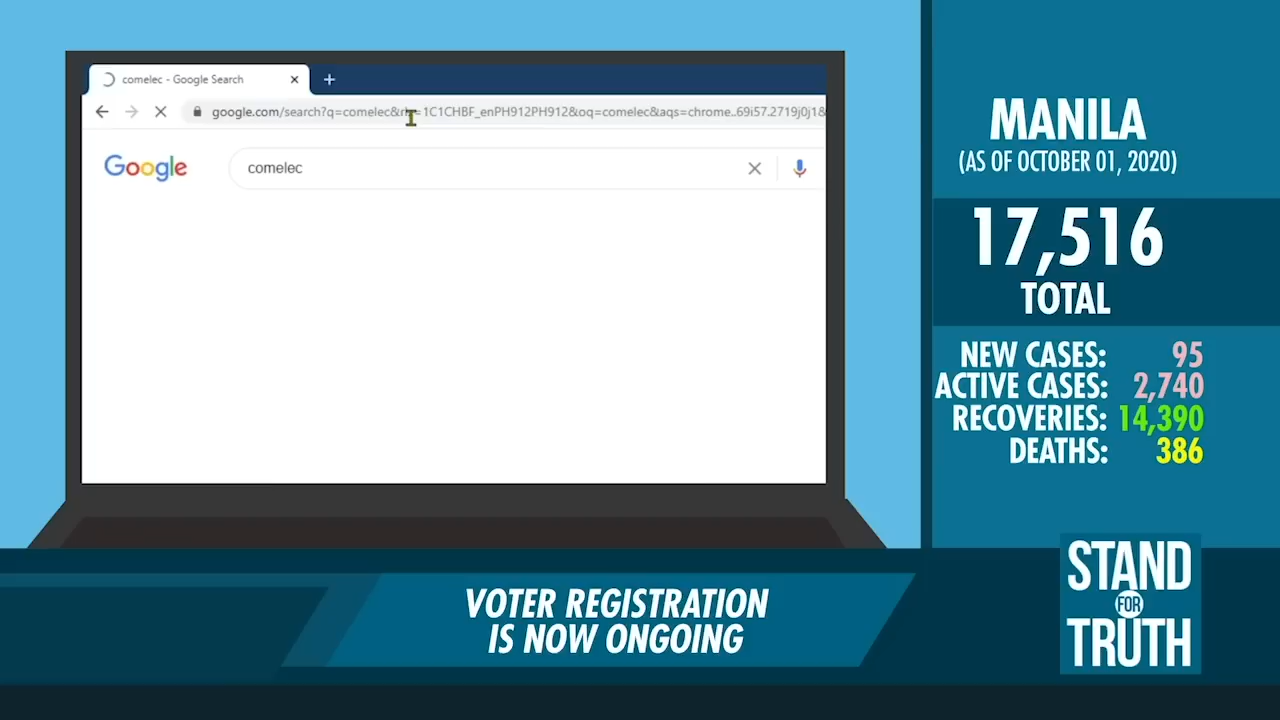 comelec - Google Search
google.com/search?q=comelec&rlz=1C1CHBF_enPH912PH912&oq=comelec&aqs=chrome..69i57.2719j0j1&
Google
comelec
MANILA
(AS OF OCTOBER 01, 2020)
17,516
TOTAL
NEW CASES: 95
ACTIVE CASES: 2,740
RECOVERIES: 14,390
DEATHS: 386
VOTER REGISTRATION
IS NOW ONGOING
STAND
FOR
TRUTH